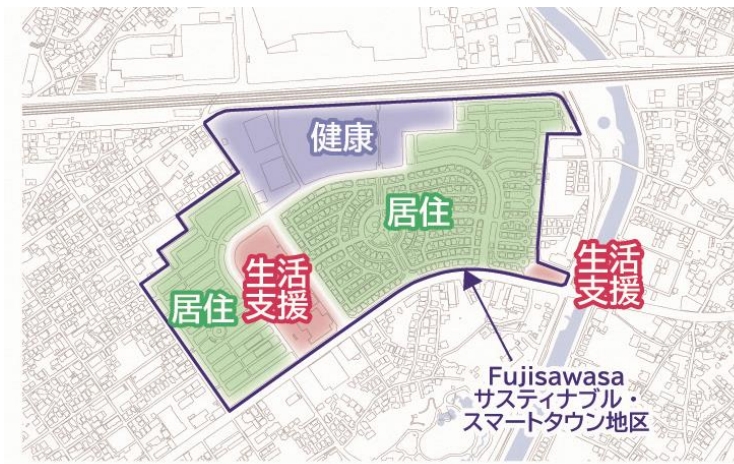 健康
居住
生活
支援
居住
生活
支援
Fujisawasa
サスティナブル・
スマートタウン地区